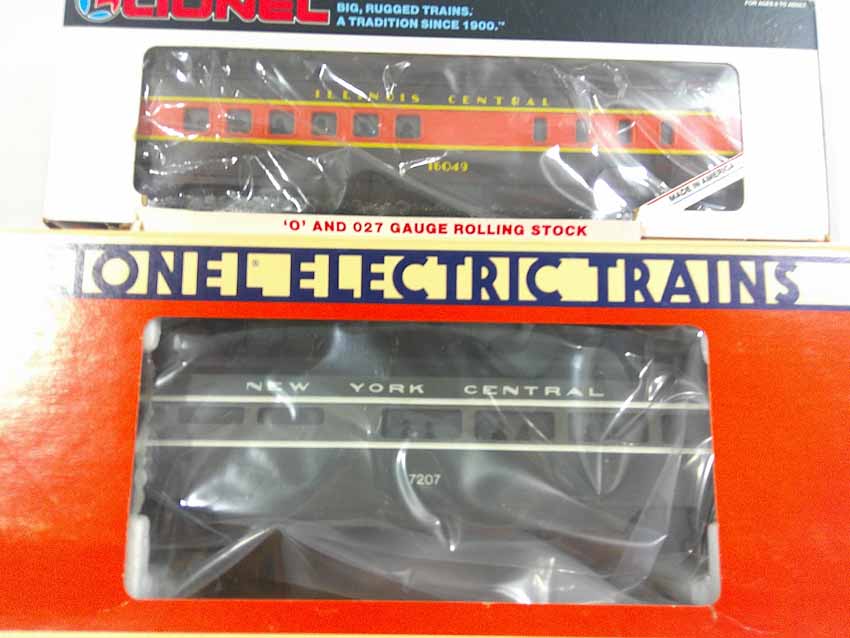 LIONEL
BIG, RUGGED TRAINS.
A TRADITION SINCE 1900.™
FOR AGES 8 TO ADULT
ILLINOIS CENTRAL
16049
MADE IN AMERICA
'O' AND 027 GAUGE ROLLING STOCK
ONEL® ELECTRIC TRAINS
NEW YORK CENTRAL
7207